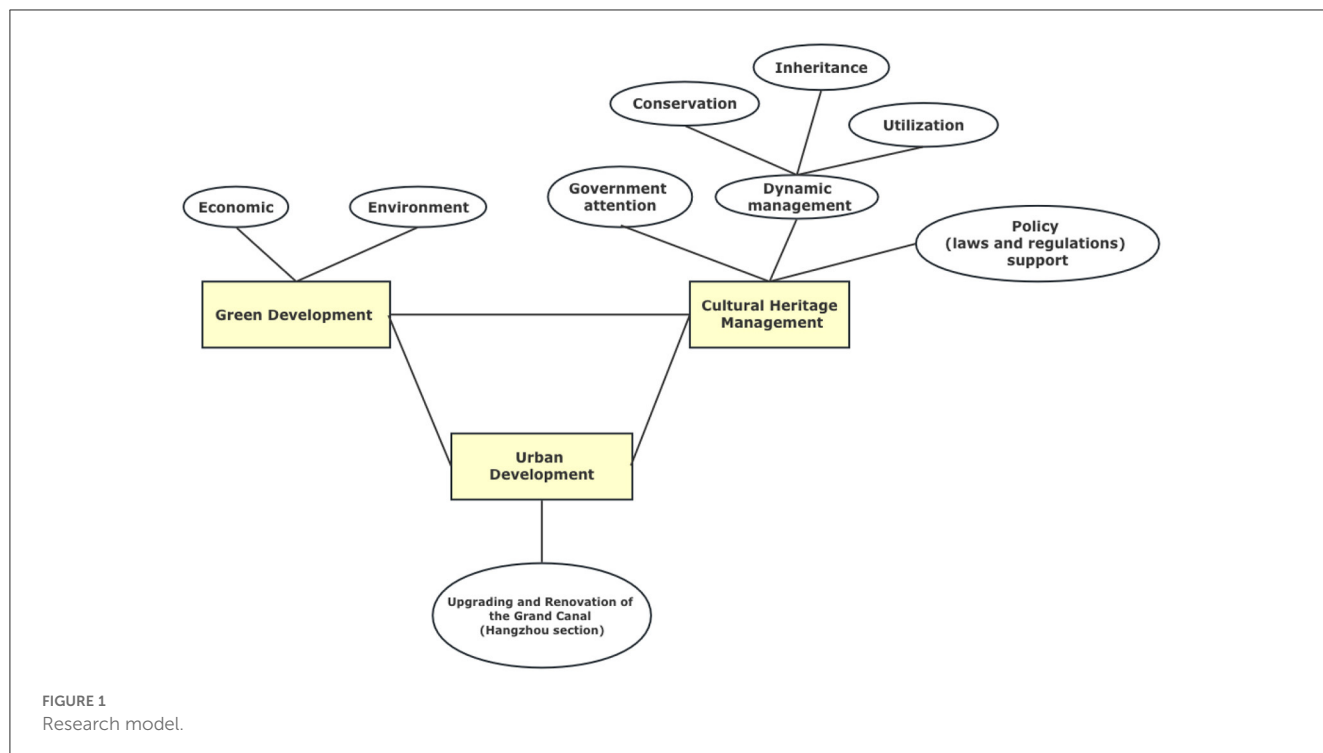 Inheritance
Conservation
Utilization
Government
attention
Dynamic
management
Economic
Environment
Policy
(laws and regulations)
support
Green Development
Cultural Heritage
Management
Urban
Development
Upgrading and Renovation of
the Grand Canal
(Hangzhou section)
FIGURE 1
Research model.